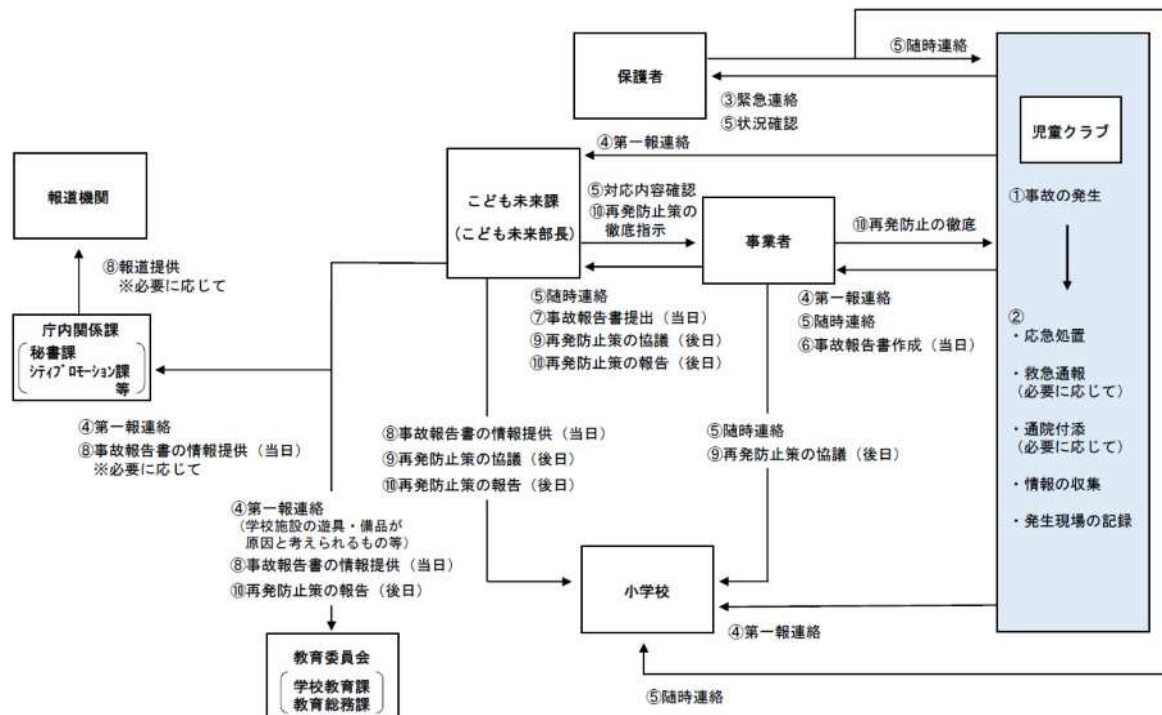 ⑤随時連絡
保護者
③緊急連絡
⑤状況確認
児童クラブ
④第一報連絡
報道機関
こども未来課
(こども未来部長)
⑤対応内容確認
⑩再発防止策の
徹底指示
事業者
⑩再発防止の徹底
①事故の発生
⑧報道提供
※必要に応じて
⑤随時連絡
⑦事故報告書提出(当日)
⑨再発防止策の協議(後日)
⑩再発防止策の報告(後日)
④第一報連絡
⑤随時連絡
⑥事故報告書作成(当日)
②
・応急処置
・救急通報
(必要に応じて)
・通院付添
(必要に応じて)
・情報の収集
・発生現場の記録
庁内関係課
秘書課
シティプロモーション課
等
④第一報連絡
⑧事故報告書の情報提供(当日)
※必要に応じて
⑧事故報告書の情報提供(当日)
⑨再発防止策の協議(後日)
⑩再発防止策の報告(後日)
⑤随時連絡
⑨再発防止策の協議(後日)
④第一報連絡
(学校施設の遊具・備品が
原因と考えられるもの等)
⑧事故報告書の情報提供(当日)
⑩再発防止策の報告(後日)
小学校
④第一報連絡
教育委員会
学校教育課
教育総務課
⑤随時連絡